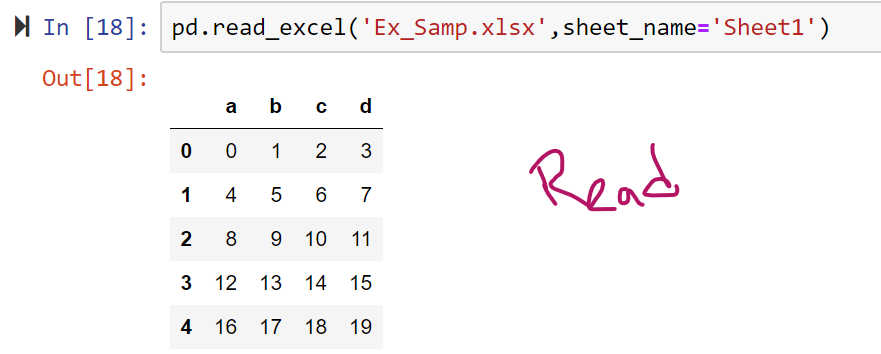 In [18]: pd.read_excel('Ex_Samp.xlsx',sheet_name='Sheet1')
Out[18]:
a b c d
0 0 1 2 3
1 4 5 6 7
2 8 9 10 11
3 12 13 14 15
4 16 17 18 19
Read